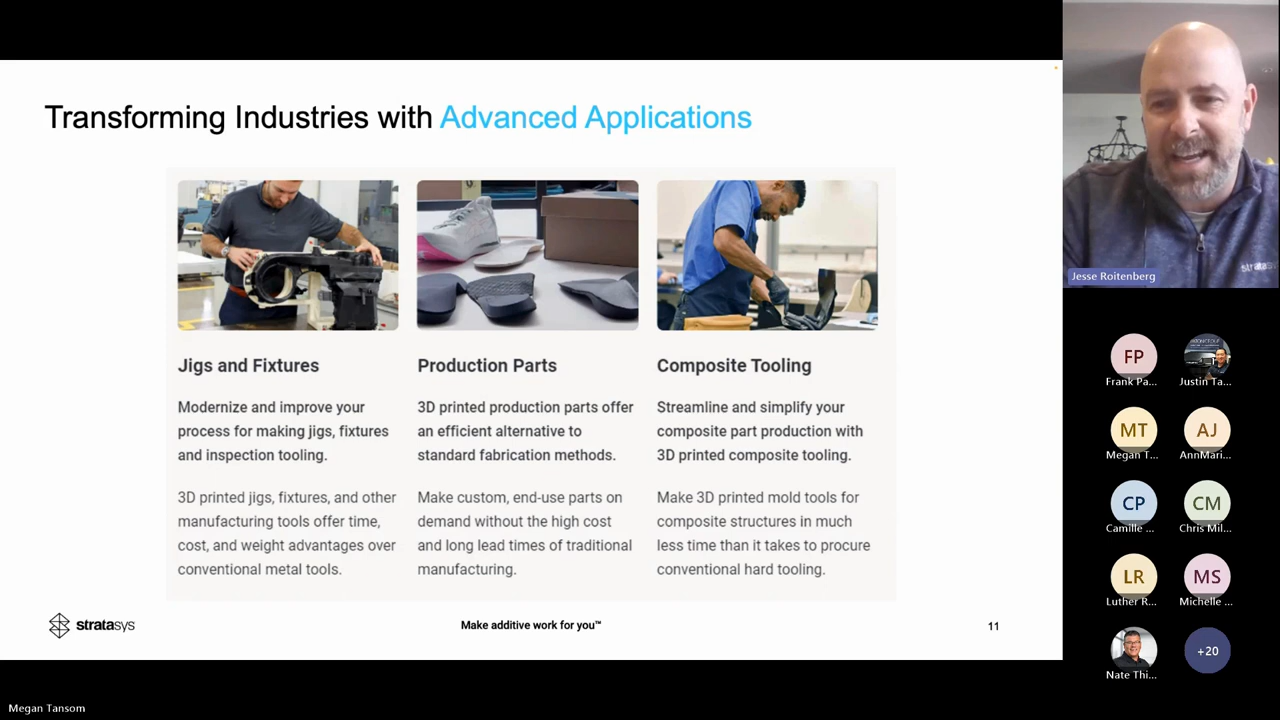 Transforming Industries with Advanced Applications
Jigs and Fixtures
Modernize and improve your
process for making jigs, fixtures
and inspection tooling.
3D printed jigs, fixtures, and other
manufacturing tools offer time,
cost, and weight advantages over
conventional metal tools.
Production Parts
3D printed production parts offer
an efficient alternative to
standard fabrication methods.
Make custom, end-use parts on
demand without the high cost
and long lead times of traditional
manufacturing.
Composite Tooling
Streamline and simplify your
composite part production with
3D printed composite tooling.
Make 3D printed mold tools for
composite structures in much
less time than it takes to procure
conventional hard tooling.
stratasys
Make additive work for you™
11
Jesse Roitenberg
FP
Frank Pa...
Justin Ta...
MT
Megan T...
AJ
AnnMari...
CP
Camille ...
CM
Chris Mil...
LR
Luther R...
MS
Michelle ...
Nate Thi...
+20
Megan Tansom